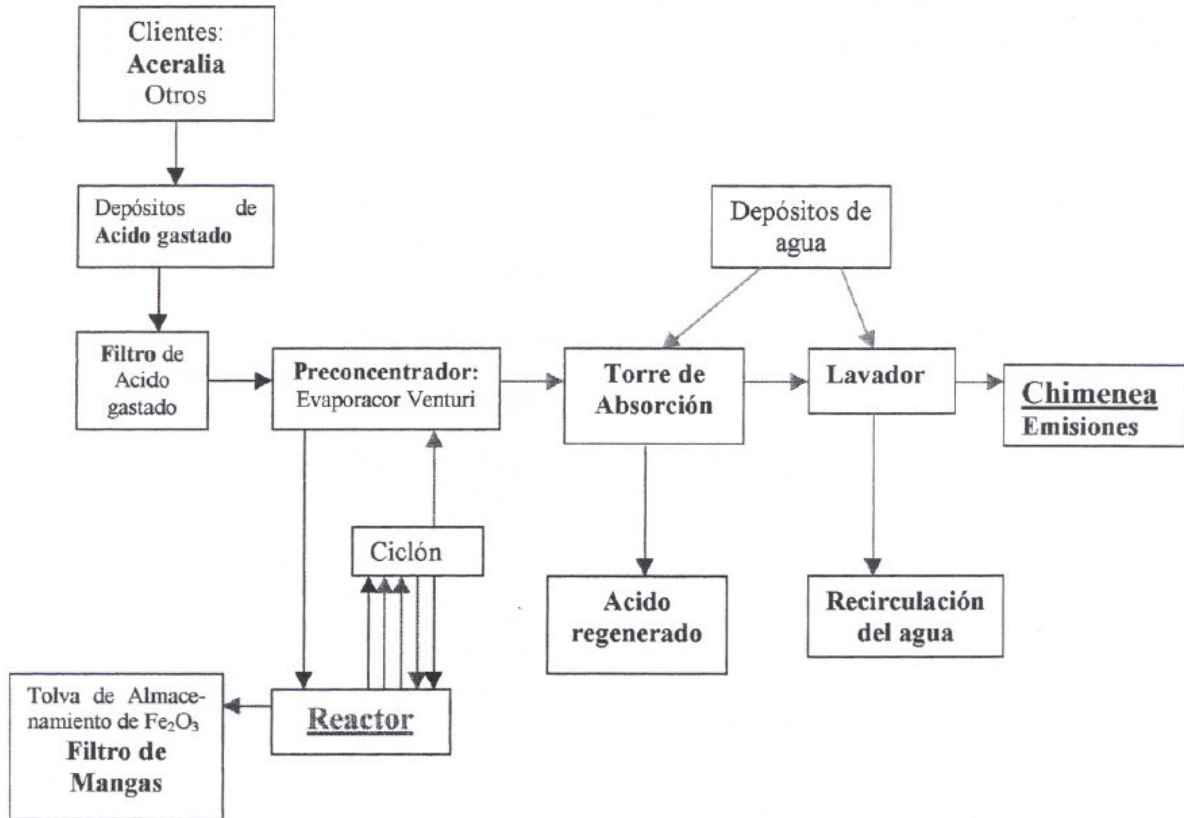 Clientes:
Aceralia
Otros
Depósitos de
Acido gastado
Depósitos de
agua
Filtro de
Acido
gastado
Preconcentrador:
Evaporacor Venturi
Torre de
Absorción
Lavador
Chimenea
Emisiones
Ciclón
Acido
regenerado
Recirculación
del agua
Tolva de Almace-
namiento de Fe₂O₃
Filtro de
Mangas
Reactor